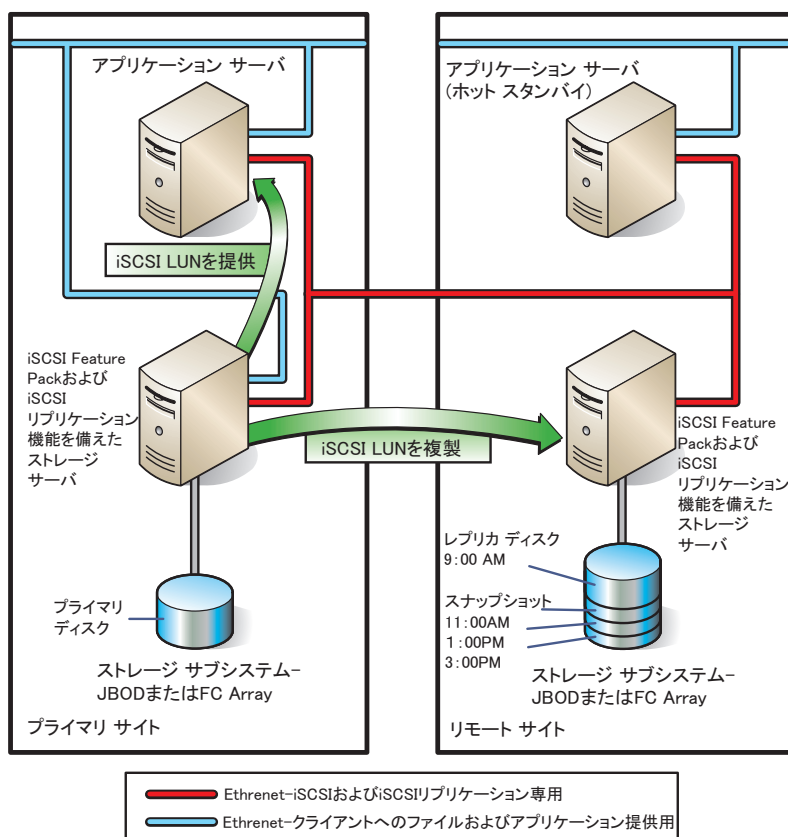 アプリケーション サーバ
iSCSI LUNを提供
iSCSI Feature
Packおよび
iSCSI
リプリケーション
機能を備えた
ストレージ
サーバ
iSCSI LUNを複製
プライマリ
ディスク
ストレージ サブシステム-
JBODまたはFC Array
プライマリ サイト
アプリケーション サーバ
(ホット スタンバイ)
iSCSI Feature
Packおよび
iSCSI
リプリケーション
機能を備えた
ストレージ
サーバ
レプリカ ディスク
9:00 AM
スナップショット
11:00AM
1:00PM
3:00PM
ストレージ サブシステム-
JBODまたはFC Array
リモート サイト
Ethrenet-iSCSIおよびiSCSIリプリケーション専用
Ethrenet-クライアントへのファイルおよびアプリケーション提供用